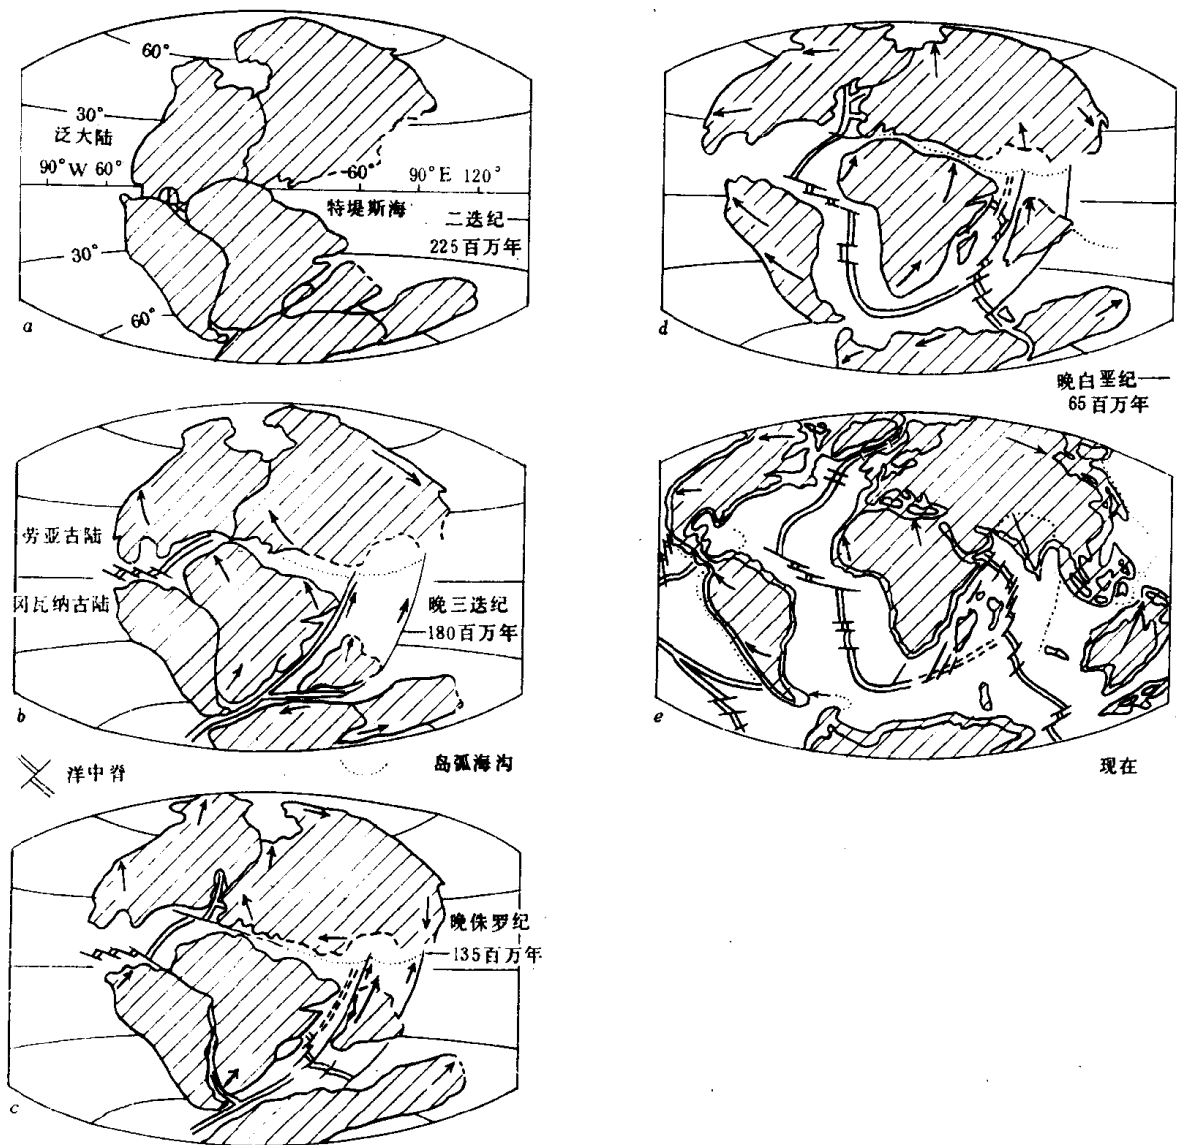 60°
30°
泛大陆
90°W 60°
60°
90°E 120°
特堤斯海
二迭纪
225百万年
30°
60°
a
劳亚古陆
冈瓦纳古陆
晚三迭纪
180百万年
b
洋中脊
岛弧海沟
晚侏罗纪
135百万年
c
d
晚白垩纪
65百万年
e
现在